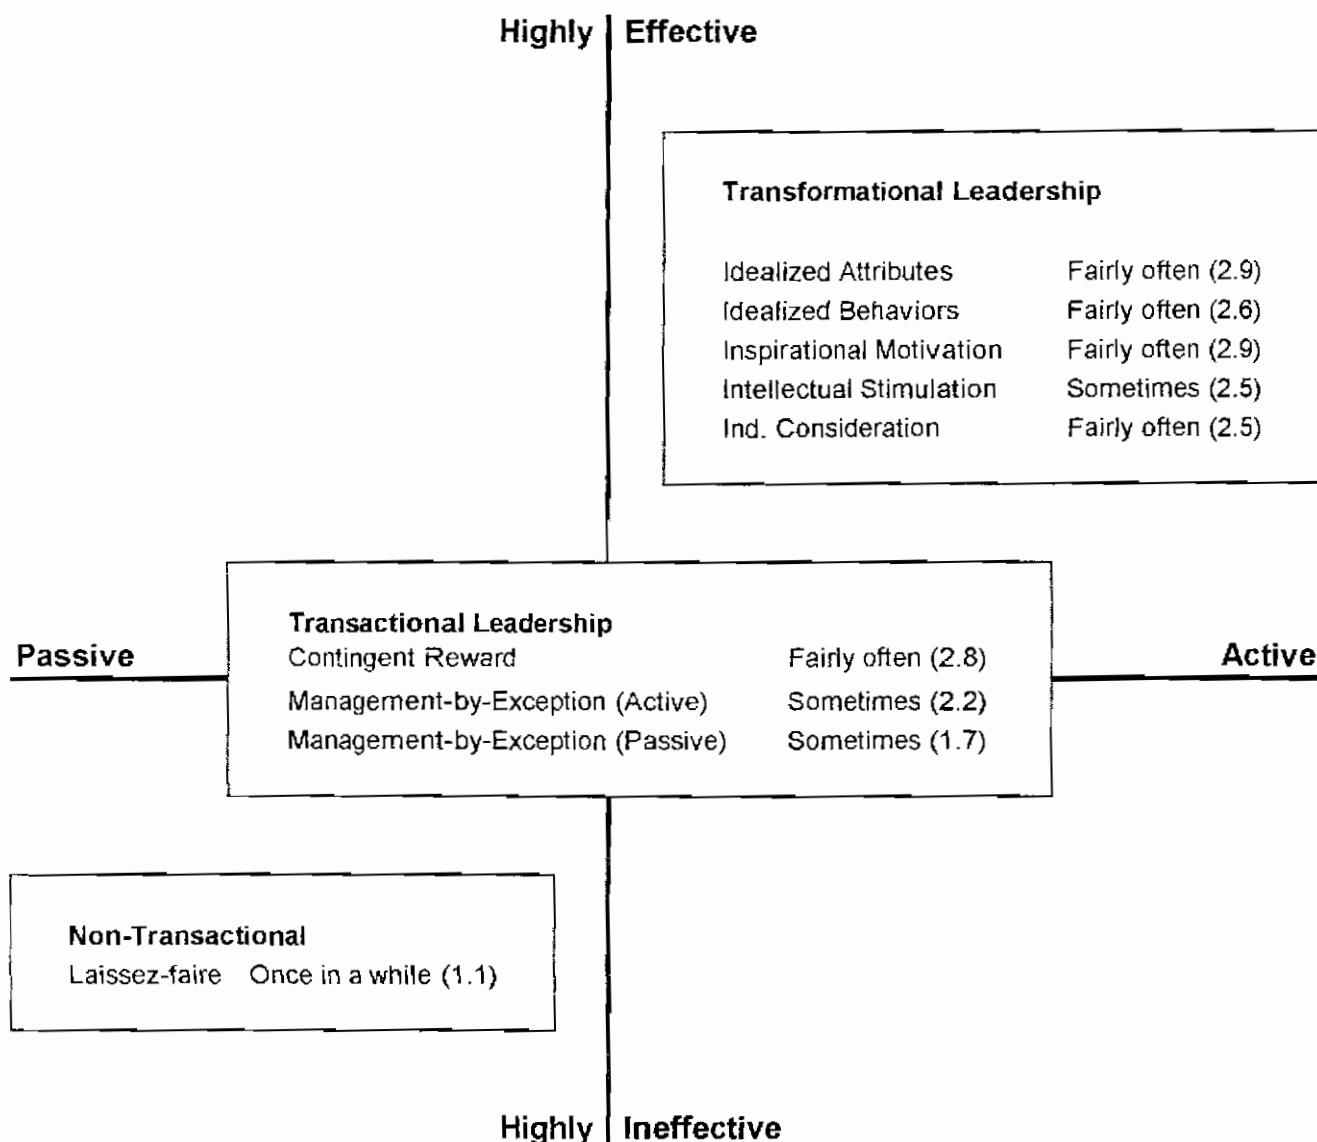 Highly Effective
Transformational Leadership
Idealized Attributes Fairly often (2.9)
Idealized Behaviors Fairly often (2.6)
Inspirational Motivation Fairly often (2.9)
Intellectual Stimulation Sometimes (2.5)
Ind. Consideration Fairly often (2.5)
Transactional Leadership
Passive
Contingent Reward Fairly often (2.8)
Active
Management-by-Exception (Active) Sometimes (2.2)
Management-by-Exception (Passive) Sometimes (1.7)
Non-Transactional
Laissez-faire Once in a while (1.1)
Highly Ineffective